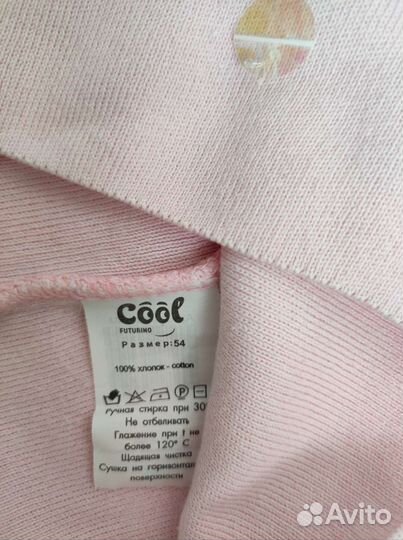 Cool
FUTURINO
Размер:54
100% хлопок - cotton
P
ручная стирка при 30
Не отбеливать
Глажение при t не
более 120° С
Щадящая чистка
Сушка на горизонтал
поверхности
Avito